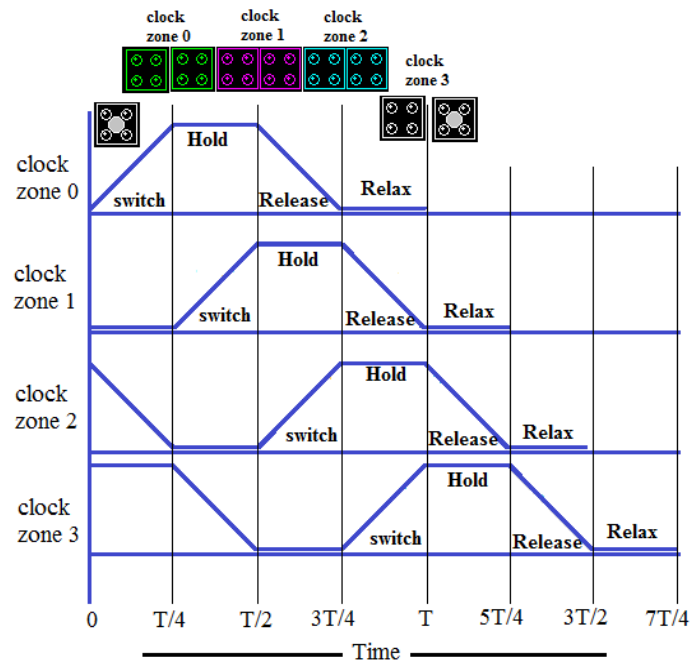 clock
zone 0
clock
zone 1
clock
zone 2
clock
zone 3
clock
zone 0
switch
Hold
Release
Relax
clock
zone 1
switch
Hold
Release
Relax
clock
zone 2
switch
Hold
Release
Relax
clock
zone 3
switch
Hold
Release
Relax
0 T/4 T/2 3T/4 T 5T/4 3T/2 7T/4
Time